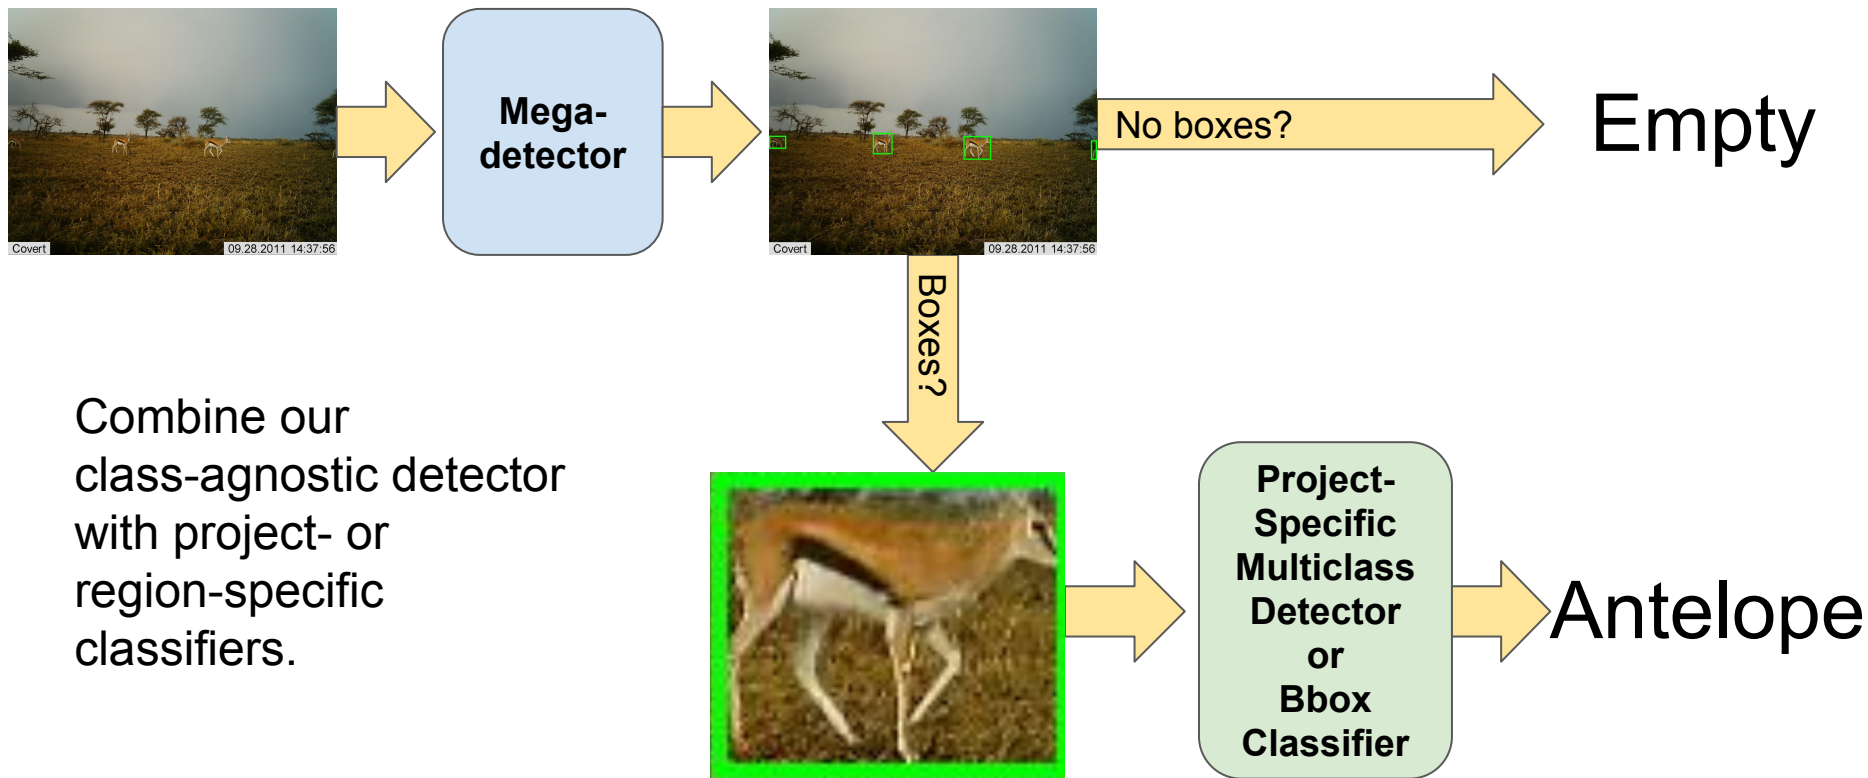 Mega-
detector
No boxes?
Empty
Covert
09.28.2011 14:37:56
Covert
09.28.2011 14:37:56
Boxes?
Combine our
class-agnostic detector
with project- or
region-specific
classifiers.
Project-
Specific
Multiclass
Detector
or
Bbox
Classifier
Antelope